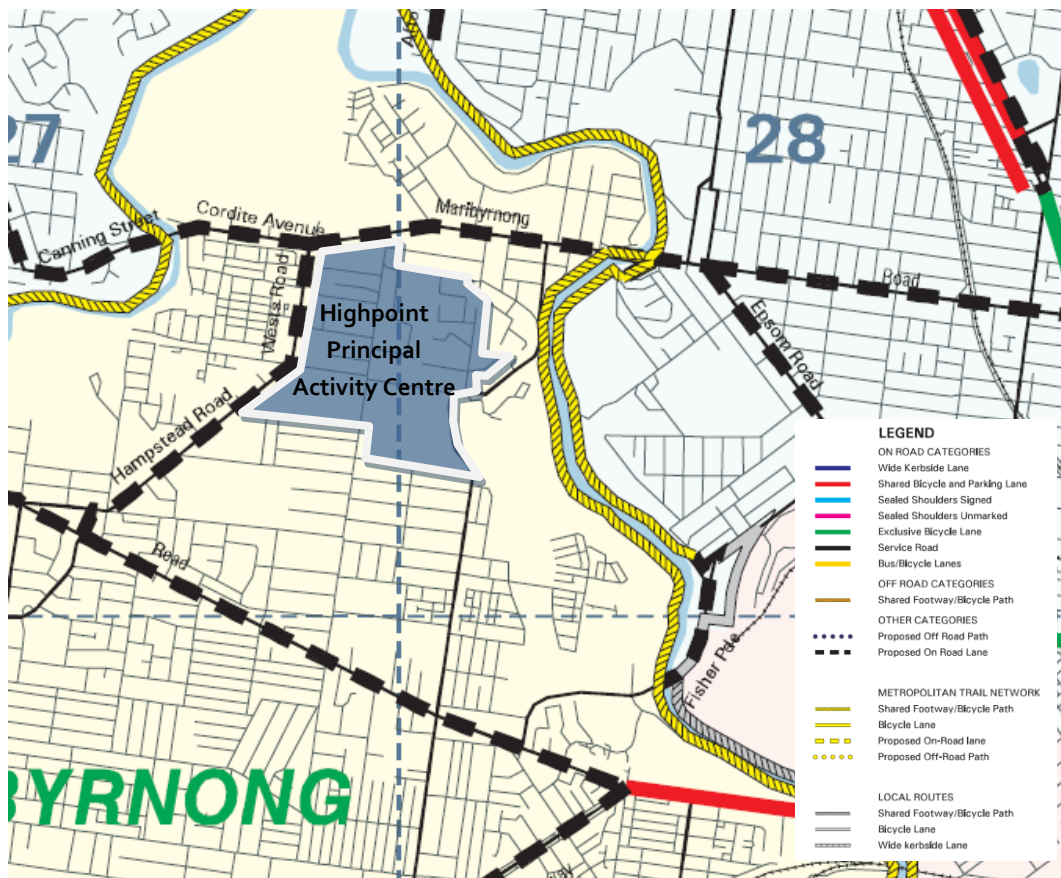 27
28
Canning Street
Cordite Avenue
Maribyrnong
Road
Wests Road
Epsom Road
Highpoint
Principal
Activity Centre
Hampstead Road
Road
Fisher Pde
BYRNONG
LEGEND
ON ROAD CATEGORIES
Wide Kerbside Lane
Shared Bicycle and Parking Lane
Sealed Shoulders Signed
Sealed Shoulders Unmarked
Exclusive Bicycle Lane
Service Road
Bus/Bicycle Lanes
OFF ROAD CATEGORIES
Shared Footway/Bicycle Path
OTHER CATEGORIES
Proposed Off Road Path
Proposed On Road Lane
METROPOLITAN TRAIL NETWORK
Shared Footway/Bicycle Path
Bicycle Lane
Proposed On-Road lane
Proposed Off-Road Path
LOCAL ROUTES
Shared Footway/Bicycle Path
Bicycle Lane
Wide kerbside Lane